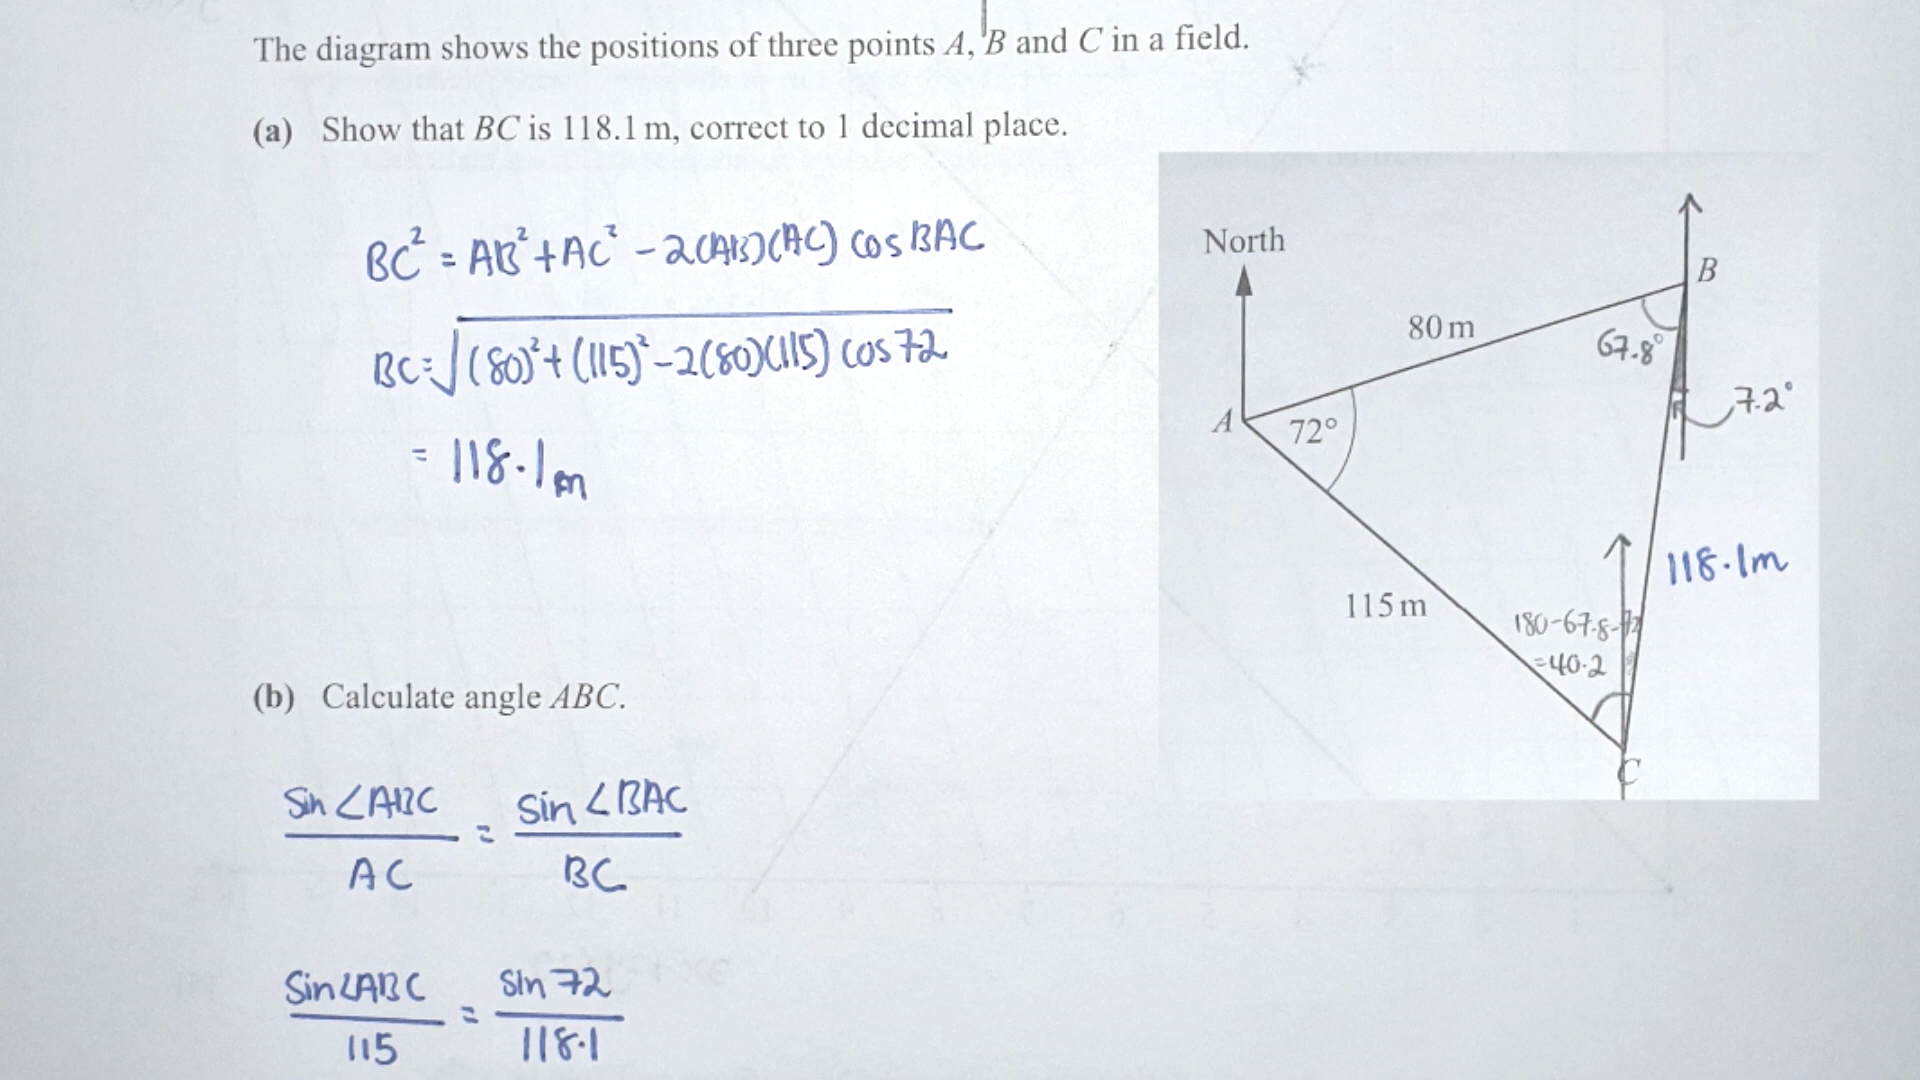 The diagram shows the positions of three points A, B and C in a field.
(a) Show that BC is 118.1 m, correct to 1 decimal place.
BC² = AB² + AC² - 2(AB)(AC) cos BAC
BC = √(80)² + (115)² - 2(80)(115) cos 72
= 118.1m
North
B
80 m
67.8°
7.2°
A
72°
118.1m
115 m
180-67.8-72
=40.2
C
(b) Calculate angle ABC.
Sin ∠ABC / AC = sin ∠BAC / BC
Sin∠ABC / 115 = sin 72 / 118.1